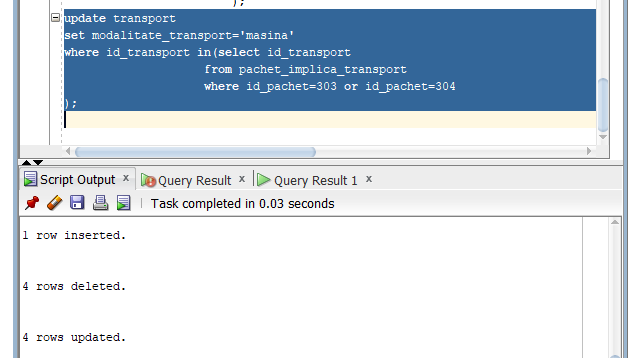 );
update transport
set modalitate_transport='masina'
where id_transport in(select id_transport
from pachet_implica_transport
where id_pachet=303 or id_pachet=304
);
Script Output x Query Result x Query Result 1 x
Task completed in 0.03 seconds
1 row inserted.
4 rows deleted.
4 rows updated.